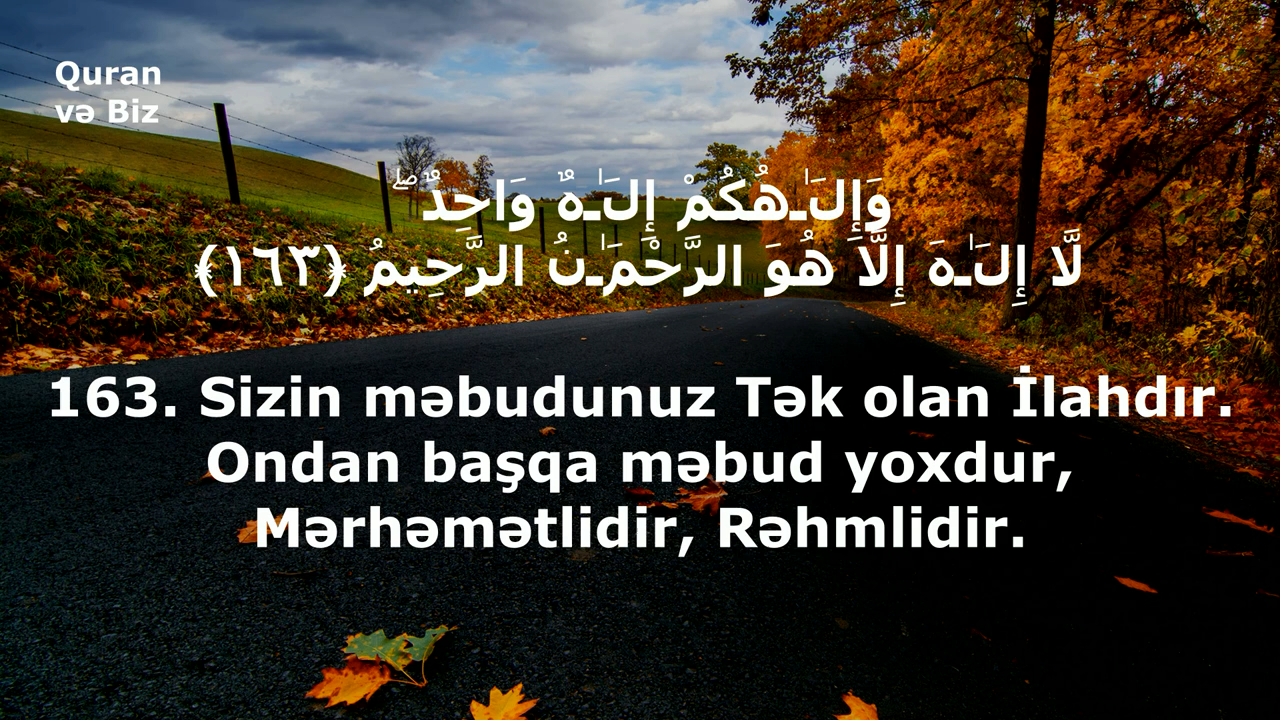 Quran
və Biz
وَإِلَـٰهُكُمْ إِلَـٰهٌ وَاحِدٌ ۖ
لَّا إِلَـٰهَ إِلَّا هُوَ الرَّحْمَـٰنُ الرَّحِيمُ ﴿١٦٣﴾
163. Sizin məbudunuz Tək olan İlahdır.
Ondan başqa məbud yoxdur,
Mərhəmətlidir, Rəhmlidir.